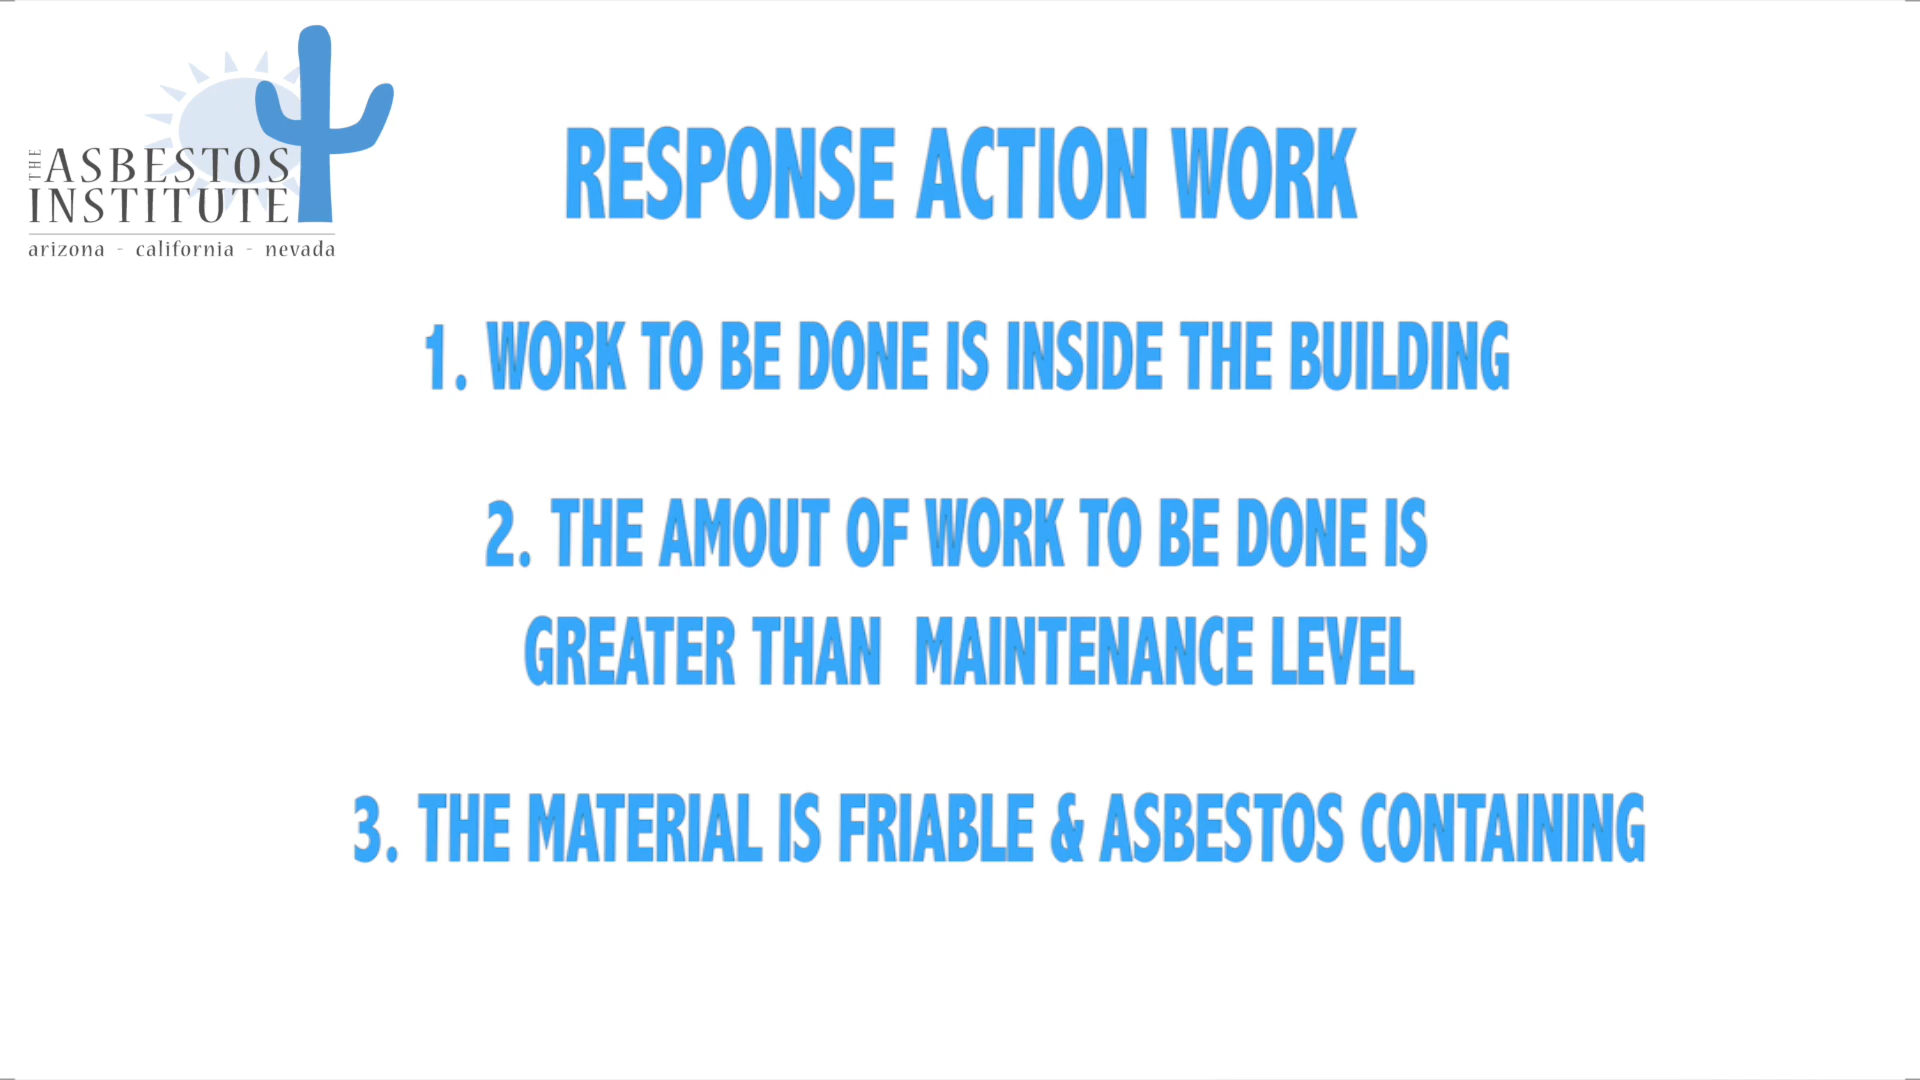 THE ASBESTOS
INSTITUTE
arizona - california - nevada
RESPONSE ACTION WORK
1. WORK TO BE DONE IS INSIDE THE BUILDING
2. THE AMOUT OF WORK TO BE DONE IS
GREATER THAN MAINTENANCE LEVEL
3. THE MATERIAL IS FRIABLE & ASBESTOS CONTAINING